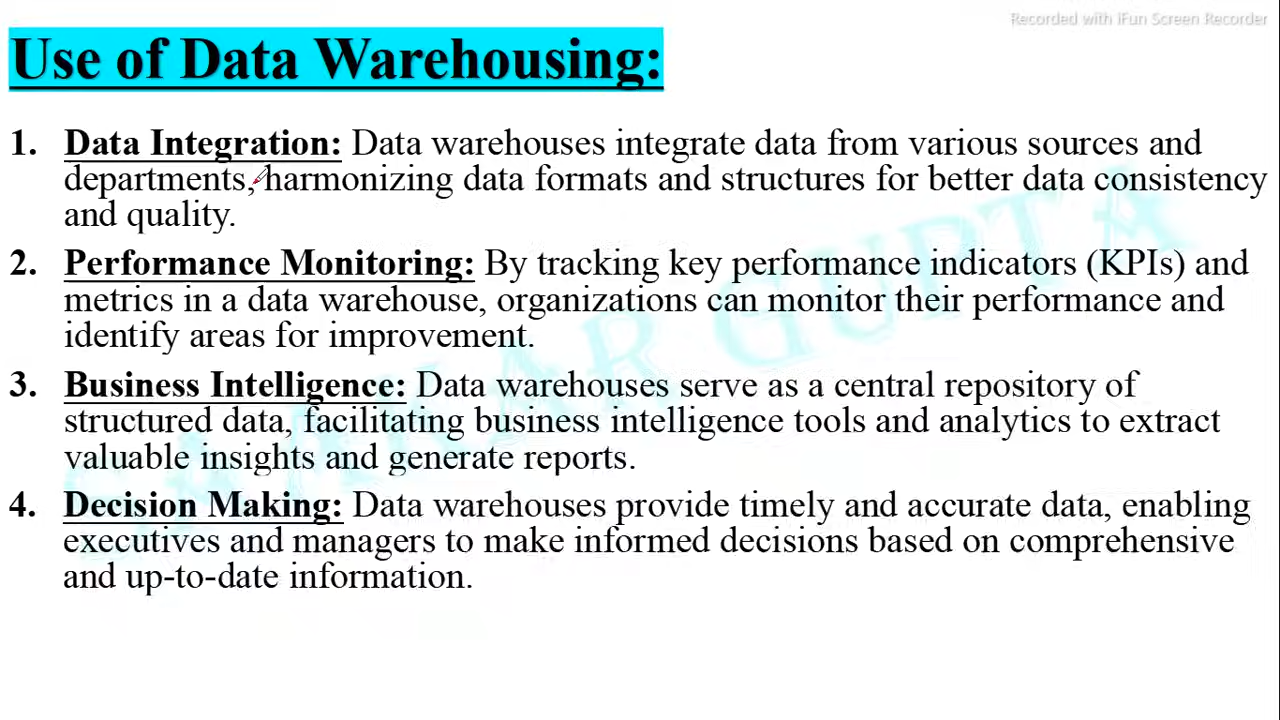 Recorded with iFun Screen Recorder
Use of Data Warehousing:
1. Data Integration: Data warehouses integrate data from various sources and
departments, harmonizing data formats and structures for better data consistency
and quality.
2. Performance Monitoring: By tracking key performance indicators (KPIs) and
metrics in a data warehouse, organizations can monitor their performance and
identify areas for improvement.
3. Business Intelligence: Data warehouses serve as a central repository of
structured data, facilitating business intelligence tools and analytics to extract
valuable insights and generate reports.
4. Decision Making: Data warehouses provide timely and accurate data, enabling
executives and managers to make informed decisions based on comprehensive
and up-to-date information.
GUPTA